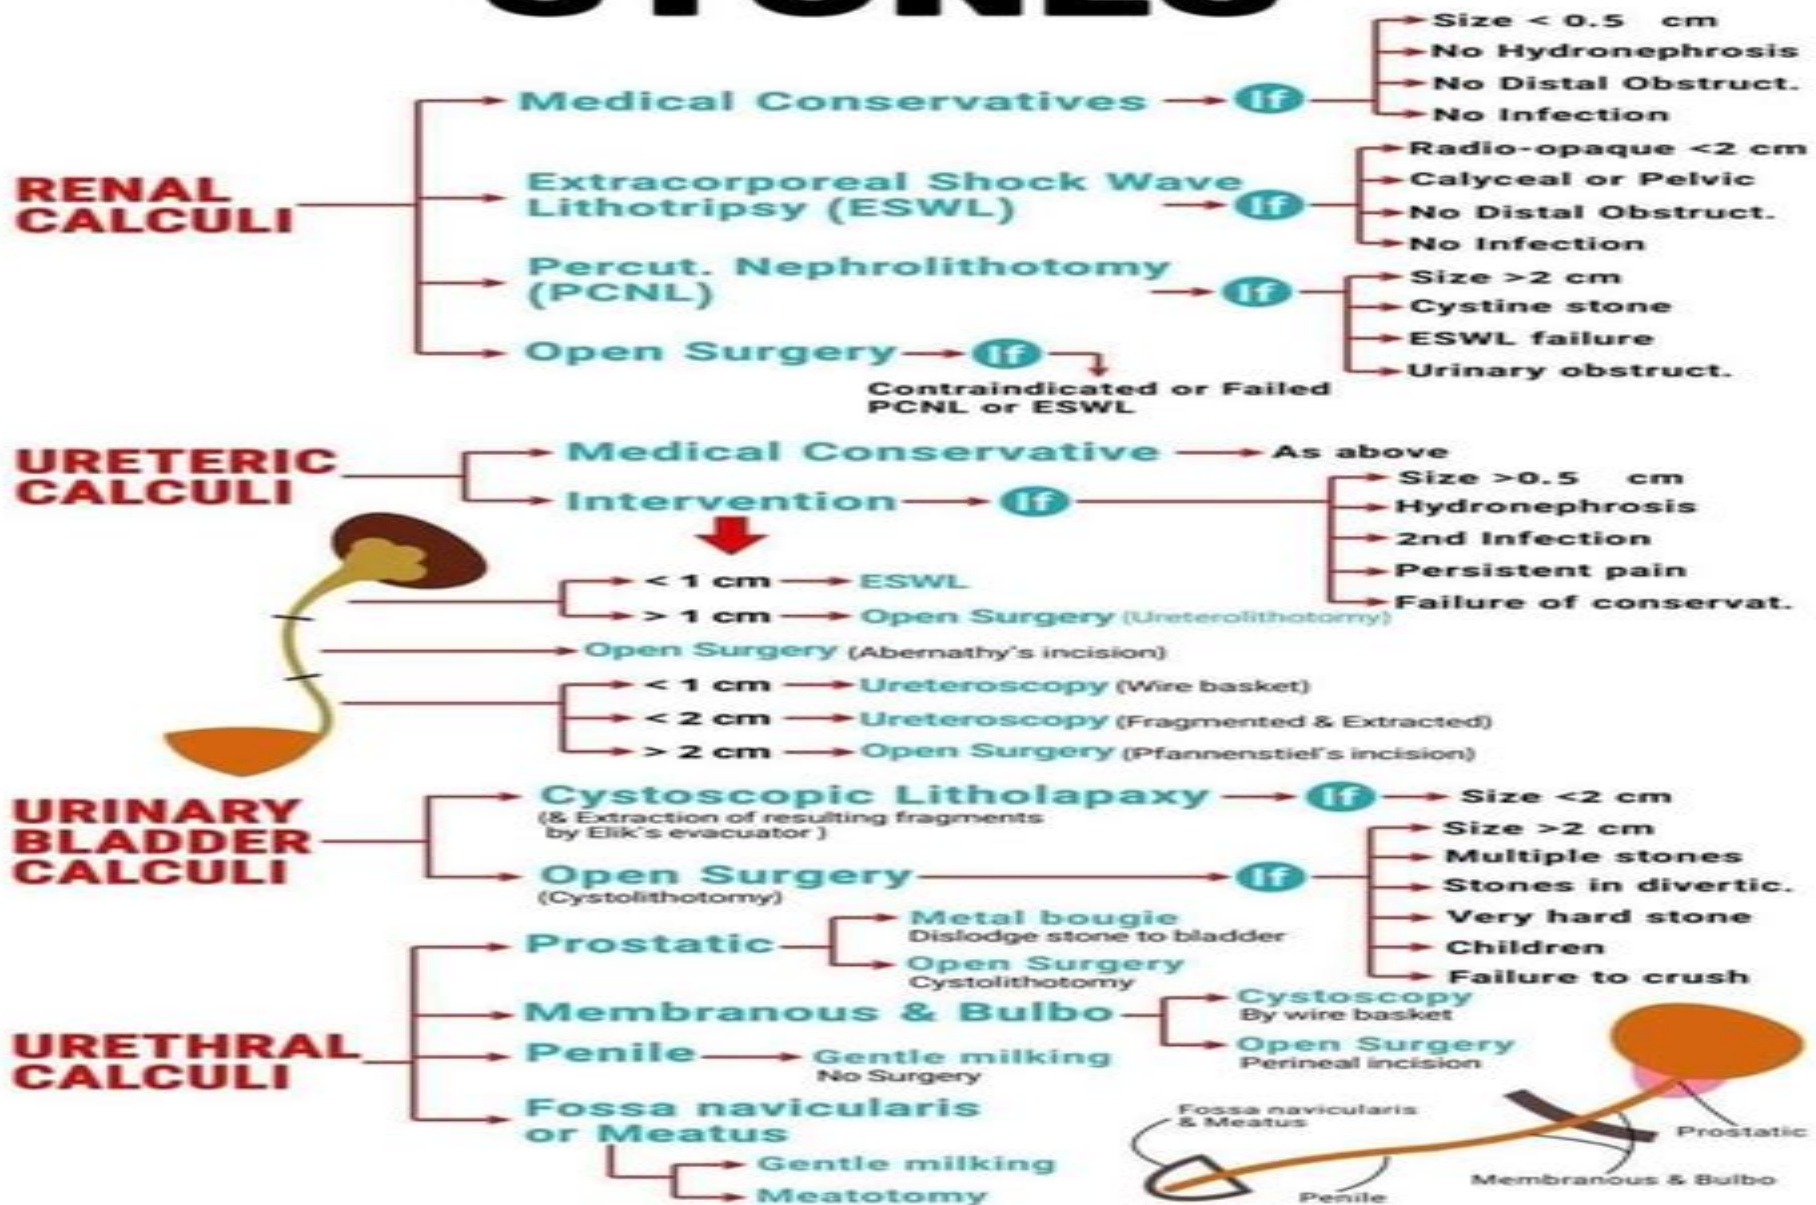 STONES
RENAL
CALCULI
Medical Conservatives
If
Size < 0.5 cm
No Hydronephrosis
No Distal Obstruct.
No Infection
Extracorporeal Shock Wave
Lithotripsy (ESWL)
If
Radio-opaque <2 cm
Calyceal or Pelvic
No Distal Obstruct.
No Infection
Percut. Nephrolithotomy
(PCNL)
If
Size >2 cm
Cystine stone
ESWL failure
Urinary obstruct.
Open Surgery
If
Contraindicated or Failed
PCNL or ESWL
URETERIC
CALCULI
Medical Conservative
As above
Intervention
If
Size >0.5 cm
Hydronephrosis
2nd Infection
Persistent pain
Failure of conservat.
< 1 cm
ESWL
> 1 cm
Open Surgery (Ureterolithotomy)
Open Surgery (Abernathy's incision)
< 1 cm
Ureteroscopy (Wire basket)
< 2 cm
Ureteroscopy (Fragmented & Extracted)
> 2 cm
Open Surgery (Pfannenstiel's incision)
URINARY
BLADDER
CALCULI
Cystoscopic Litholapaxy
(& Extraction of resulting fragments
by Elik's evacuator )
If
Size <2 cm
Open Surgery
(Cystolithotomy)
If
Size >2 cm
Multiple stones
Stones in divertic.
Very hard stone
Children
Failure to crush
URETHRAL
CALCULI
Prostatic
Metal bougie
Dislodge stone to bladder
Open Surgery
Cystolithotomy
Membranous & Bulbo
Cystoscopy
By wire basket
Open Surgery
Perineal incision
Penile
Gentle milking
No Surgery
Fossa navicularis
or Meatus
Gentle milking
Meatotomy
Fossa navicularis
& Meatus
Prostatic
Membranous & Bulbo
Penile